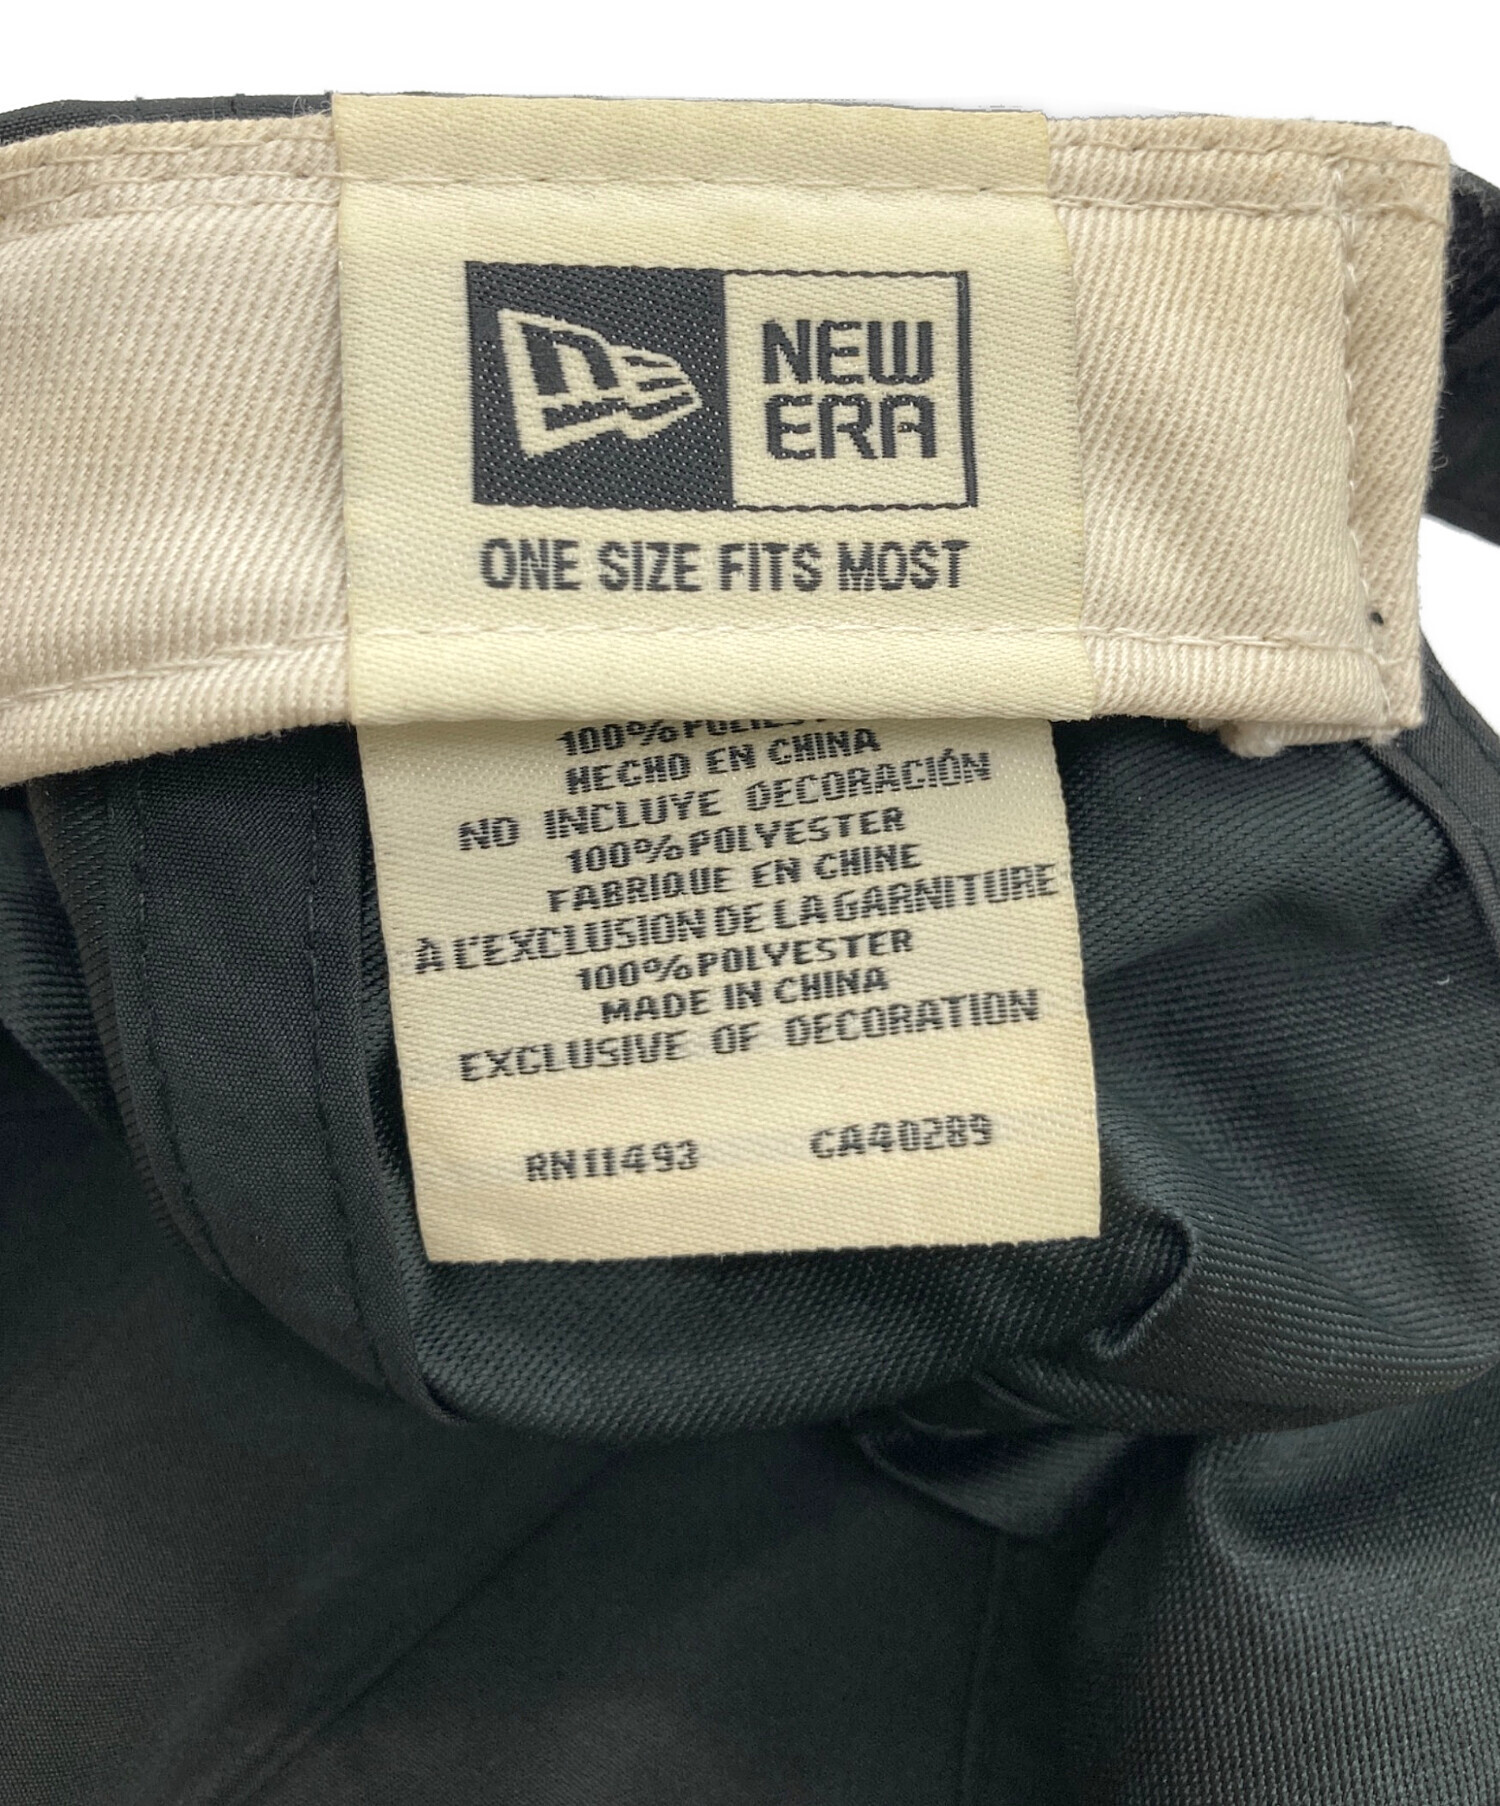 NEW
ERA
ONE SIZE FITS MOST
100%
HECHO EN CHINA
NO INCLUYE DECORACIÓN
100%POLYESTER
FABRIQUE EN CHINE
À L'EXCLUSION DE LA GARNITURE
100%POLYESTER
MADE IN CHINA
EXCLUSIVE OF DECORATION
RN11493 CA40289